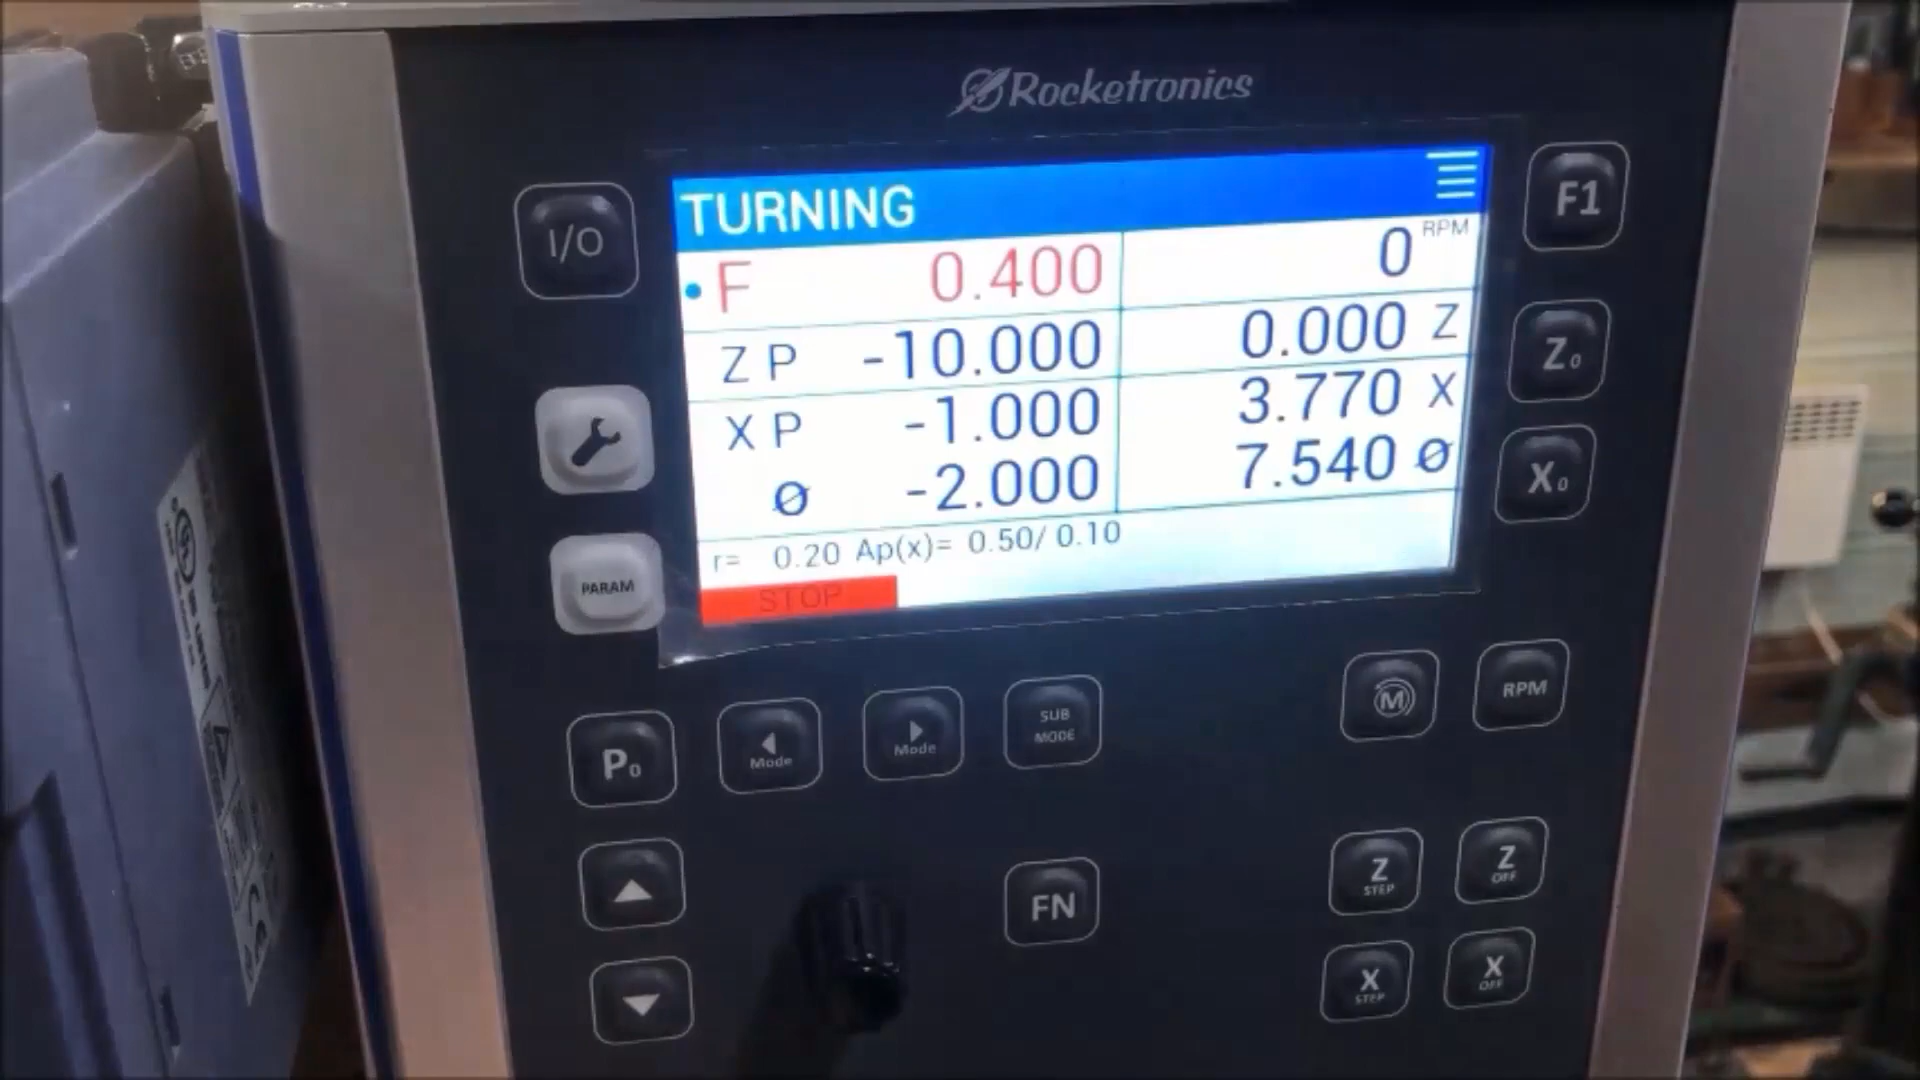 Rocketronics
TURNING
F 0.400 0 RPM
Z P -10.000 0.000 Z
X P -1.000 3.770 X
Ø -2.000 7.540 Ø
r= 0.20 Ap(x)= 0.50/ 0.10
STOP
I/O
F1
Z0
X0
PARAM
P0
Mode
Mode
SUB
MODE
M
RPM
FN
Z
STEP
Z
OFF
X
STEP
X
OFF